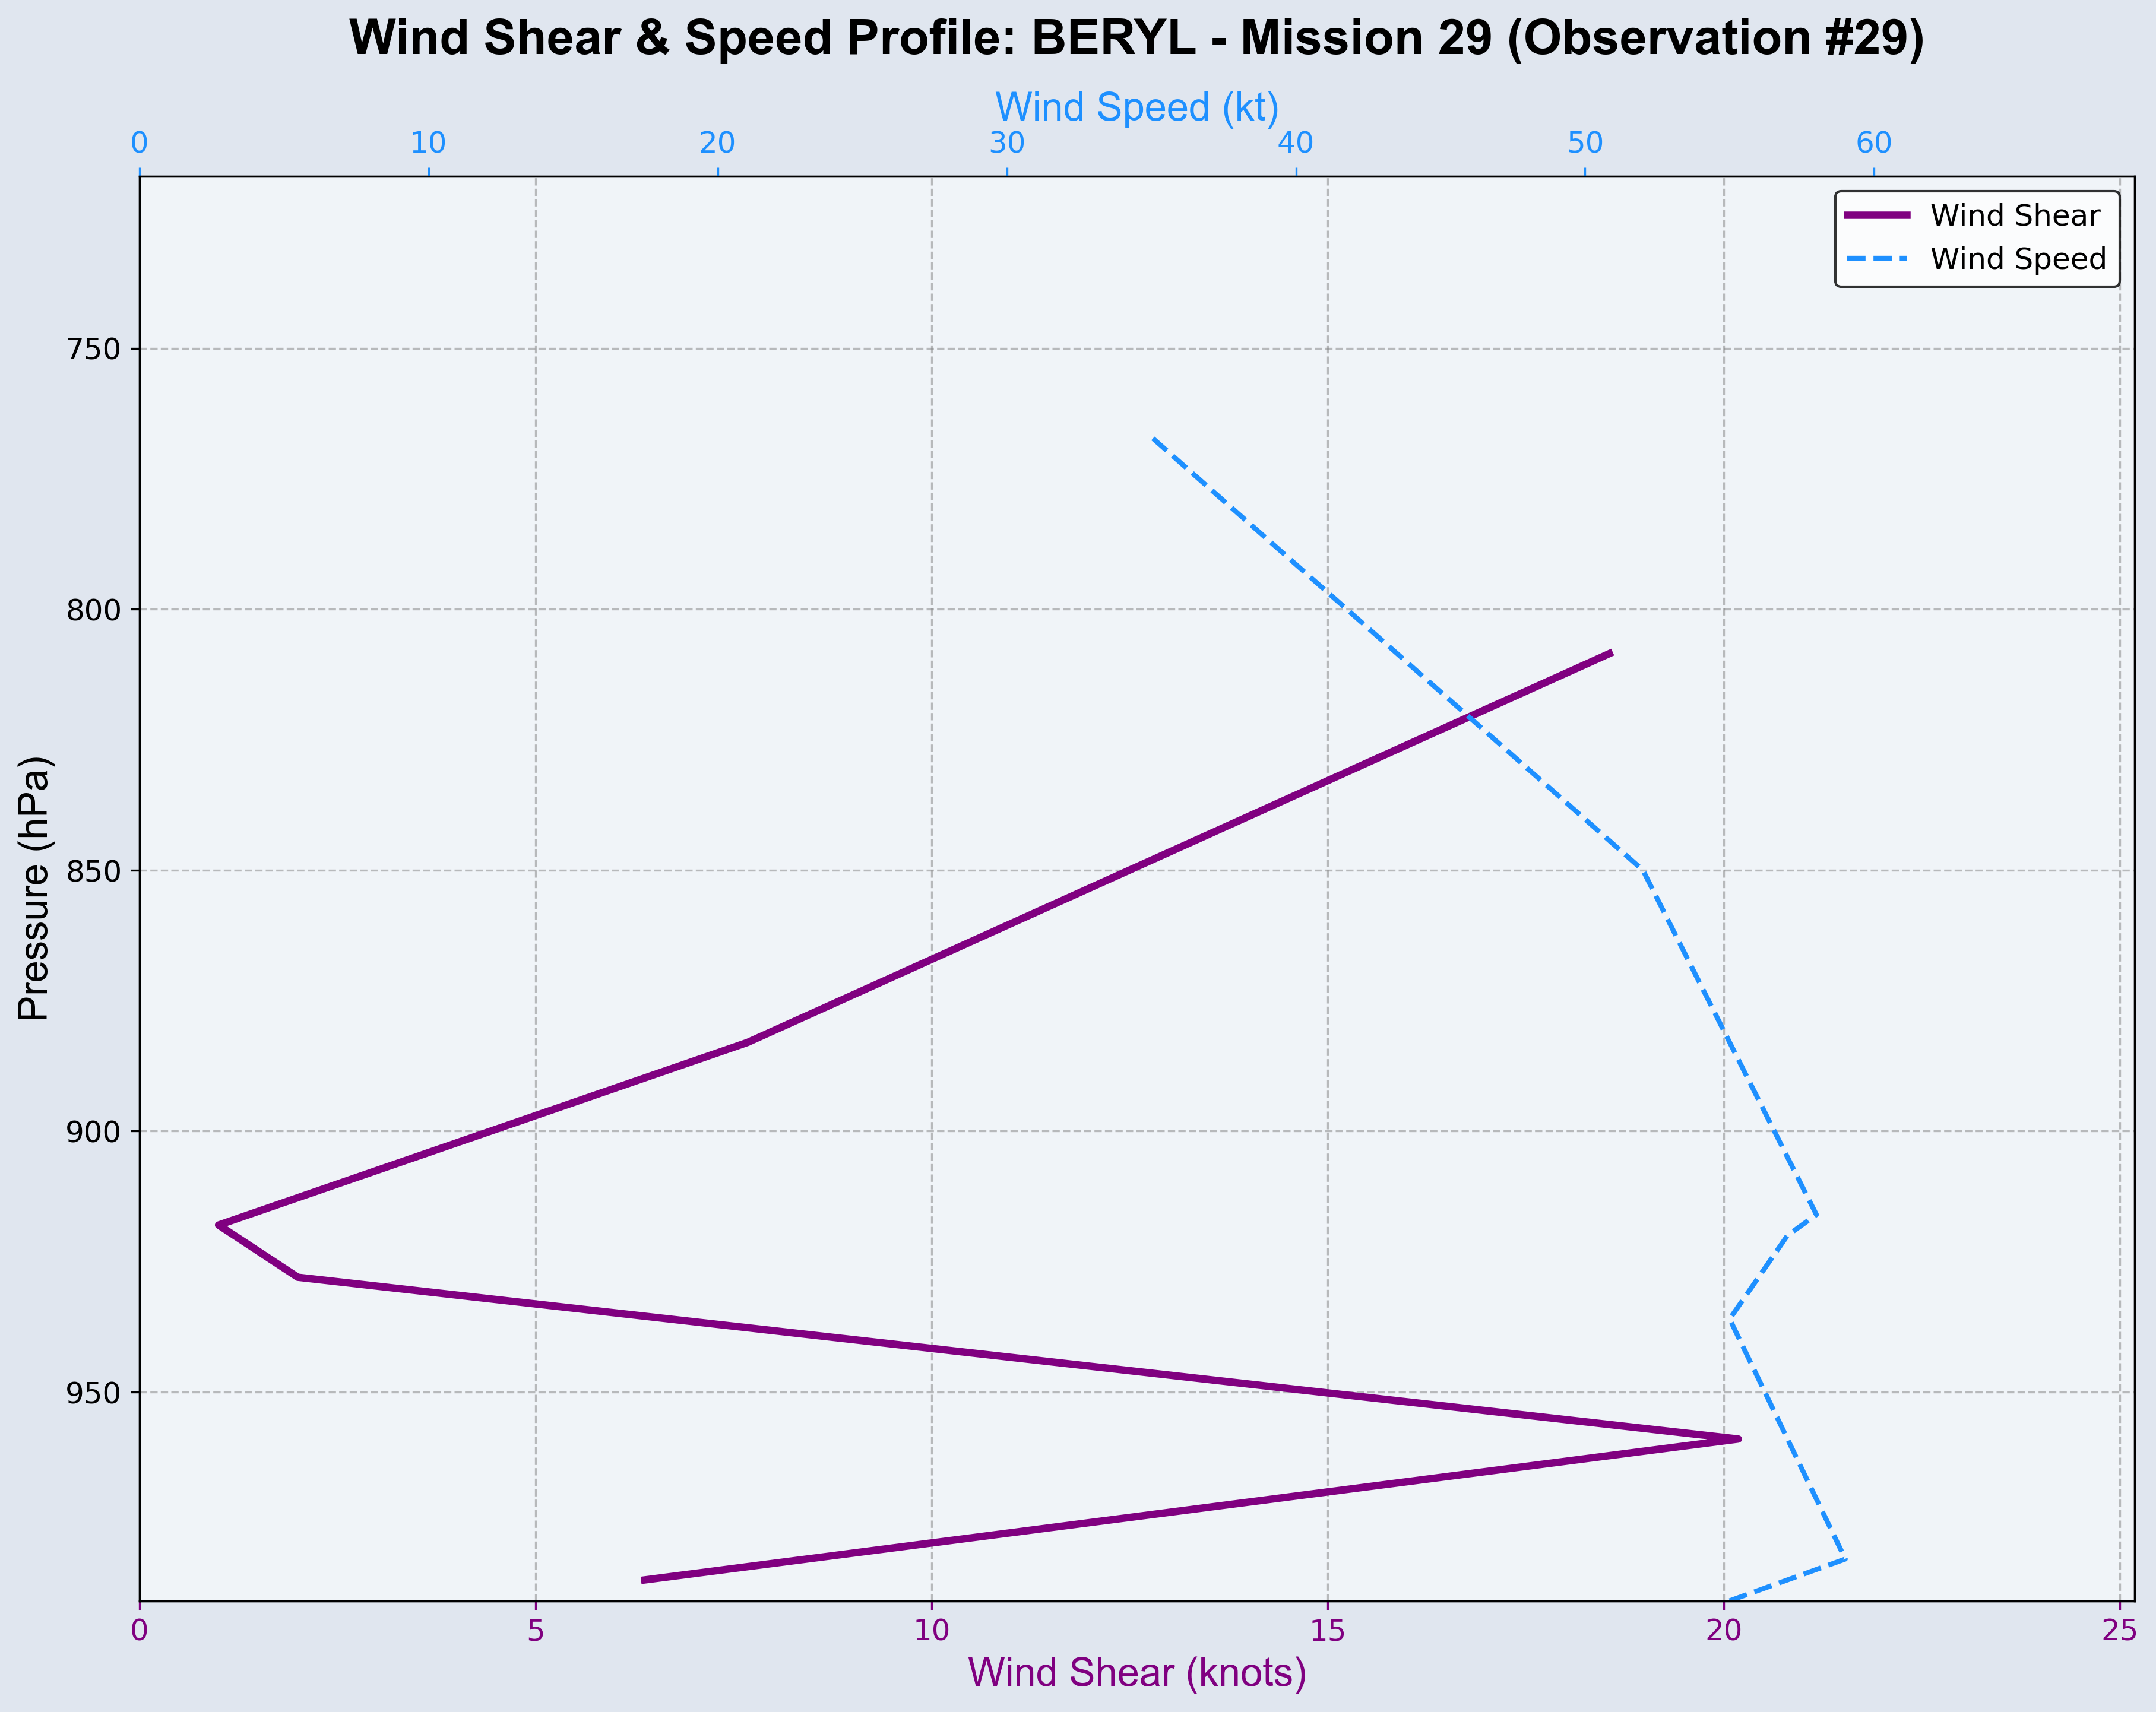 Wind Shear & Speed Profile: BERYL - Mission 29 (Observation #29)
Wind Speed (kt)
0 10 20 30 40 50 60
Wind Shear
Wind Speed
Pressure (hPa)
750
800
850
900
950
0 5 10 15 20 25
Wind Shear (knots)